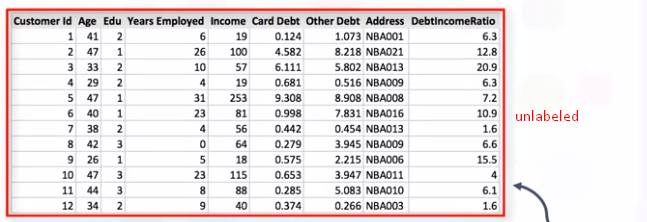 Customer Id Age Edu Years Employed Income Card Debt Other Debt Address DebtIncomeRatio
1 41 2 6 19 0.124 1.073 NBA001 6.3
2 47 1 26 100 4.582 8.218 NBA021 12.8
3 33 2 10 57 6.111 5.802 NBA013 20.9
4 29 2 4 19 0.681 0.516 NBA009 6.3
5 47 1 31 253 9.308 8.908 NBA008 7.2
6 40 1 23 81 0.998 7.831 NBA016 10.9
unlabeled
7 38 2 4 56 0.442 0.454 NBA013 1.6
8 42 3 0 64 0.279 3.945 NBA009 6.6
9 26 1 5 18 0.575 2.215 NBA006 15.5
10 47 3 23 115 0.653 3.947 NBA011 4
11 44 3 8 88 0.285 5.083 NBA010 6.1
12 34 2 9 40 0.374 0.266 NBA003 1.6